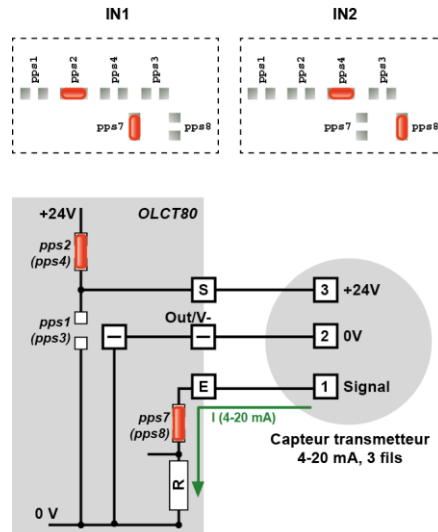 IN1
IN2
pps1 pps2 pps4 pps3
pps7 pps8
pps1 pps2 pps4 pps3
pps7 pps8
+24V OLCT80
pps2
(pps4)
S 3 +24V
pps1
(pps3)
Out/V-
2 0V
E 1 Signal
pps7
(pps8)
I (4-20 mA)
R
Capteur transmetteur
4-20 mA, 3 fils
0 V